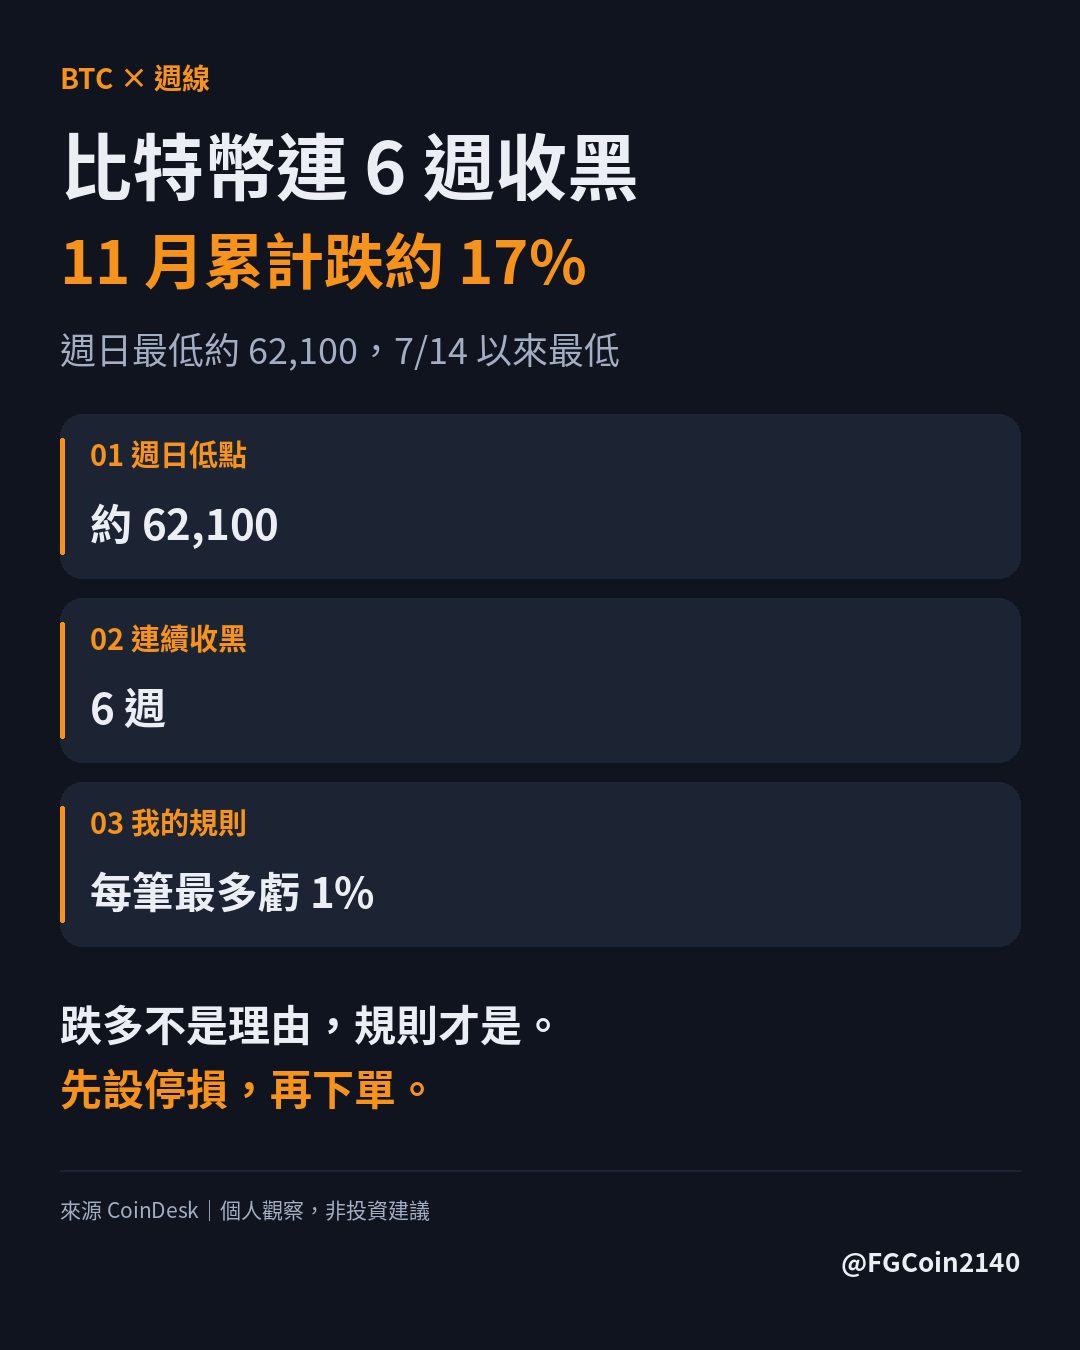 BTC × 週線
比特幣連 6 週收黑
11 月累計跌約 17%
週日最低約 62,100，7/14 以來最低
01 週日低點
約 62,100
02 連續收黑
6 週
03 我的規則
每筆最多虧 1%
跌多不是理由，規則才是。
先設停損，再下單。
來源 CoinDesk｜個人觀察，非投資建議
@FGCoin2140